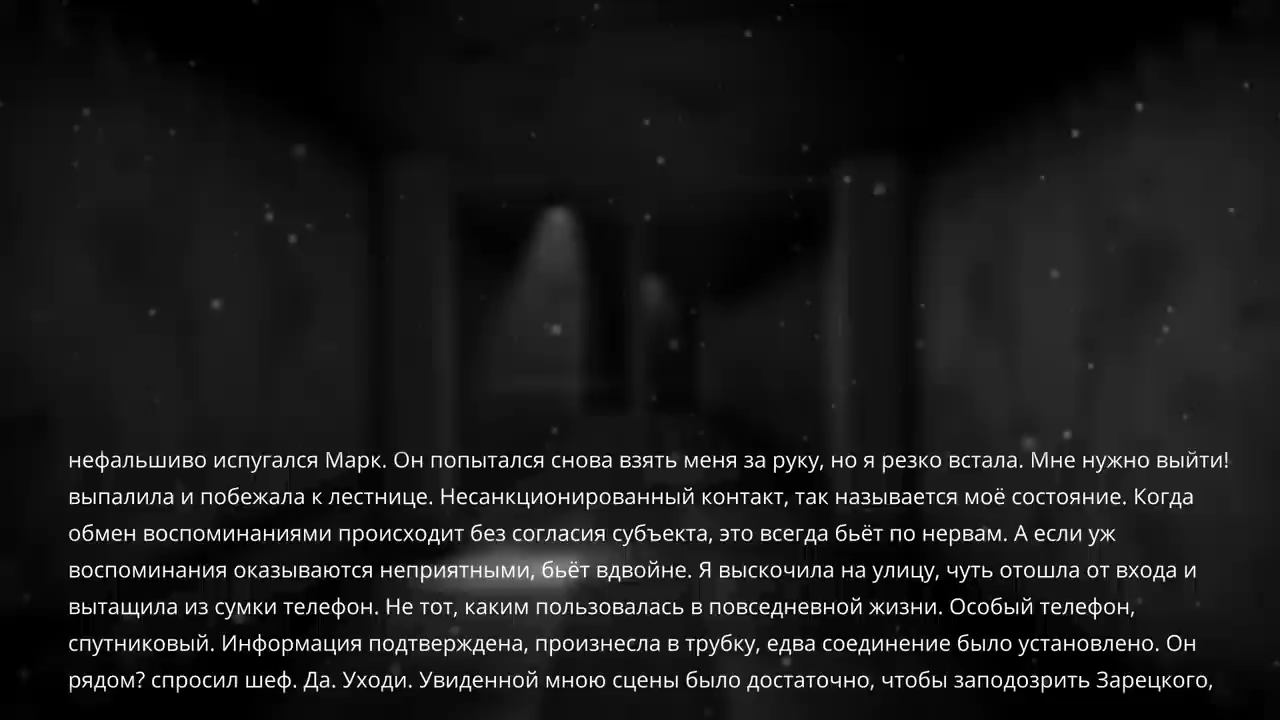 нефальшиво испугался Марк. Он попытался снова взять меня за руку, но я резко встала. Мне нужно выйти!
выпалила и побежала к лестнице. Несанкционированный контакт, так называется моё состояние. Когда
обмен воспоминаниями происходит без согласия субъекта, это всегда бьёт по нервам. А если уж
воспоминания оказываются неприятными, бьёт вдвойне. Я выскочила на улицу, чуть отошла от входа и
вытащила из сумки телефон. Не тот, каким пользовалась в повседневной жизни. Особый телефон,
спутниковый. Информация подтверждена, произнесла в трубку, едва соединение было установлено. Он
рядом? спросил шеф. Да. Уходи. Увиденной мною сцены было достаточно, чтобы заподозрить Зарецкого,